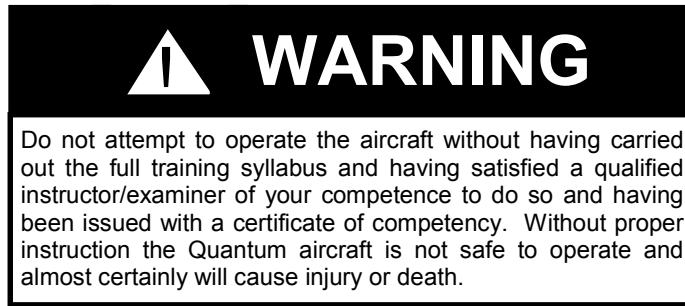 WARNING
Do not attempt to operate the aircraft without having carried
out the full training syllabus and having satisfied a qualified
instructor/examiner of your competence to do so and having
been issued with a certificate of competency.  Without proper
instruction the Quantum aircraft is not safe to operate and
almost certainly will cause injury or death.